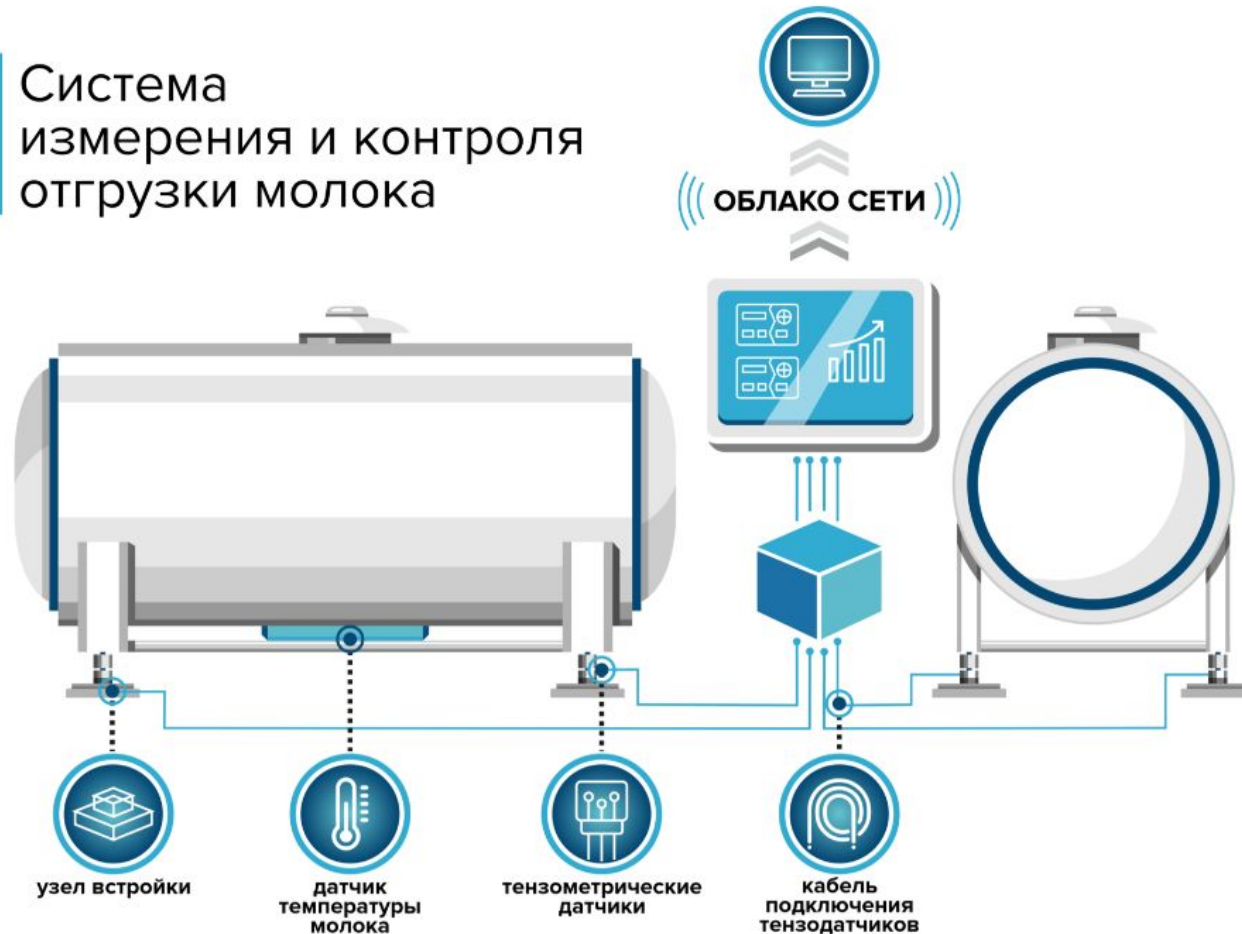 Система
измерения и контроля
отгрузки молока
ОБЛАКО СЕТИ
узел встройки
датчик
температуры
молока
тензометрические
датчики
кабель
подключения
тензодатчиков